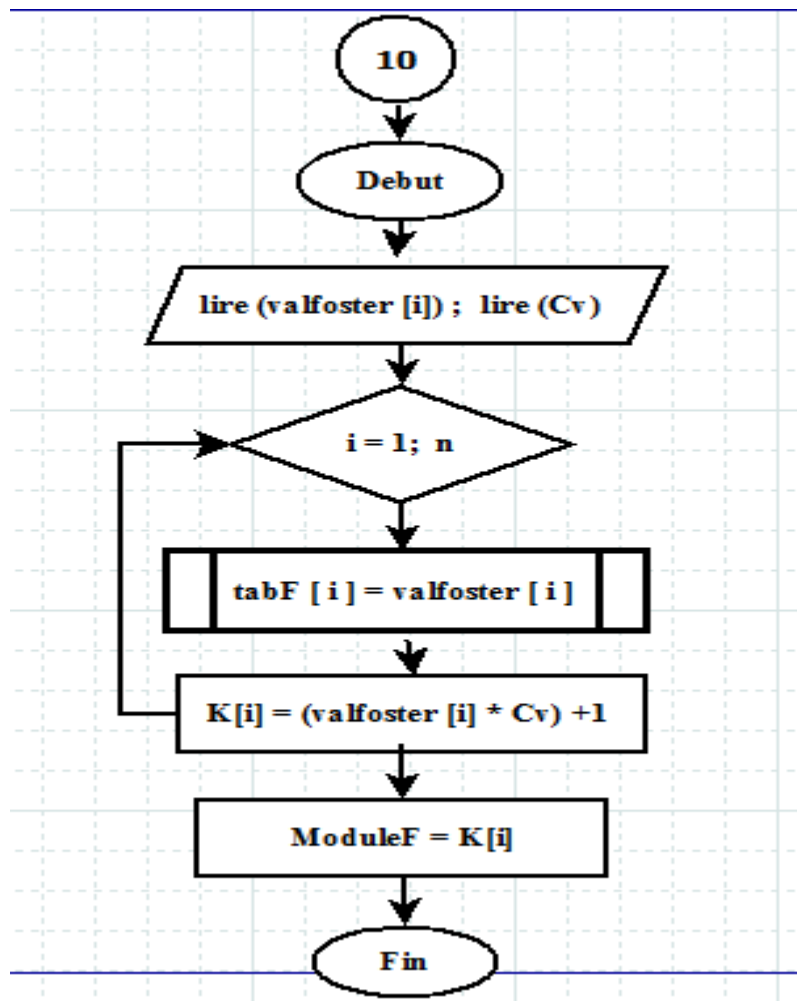 10
Debut
lire (valfoster [i]) ; lire (Cv)
i = 1; n
tabF [ i ] = valfoster [ i ]
K[i] = (valfoster [i] * Cv) +1
ModuleF = K[i]
Fin